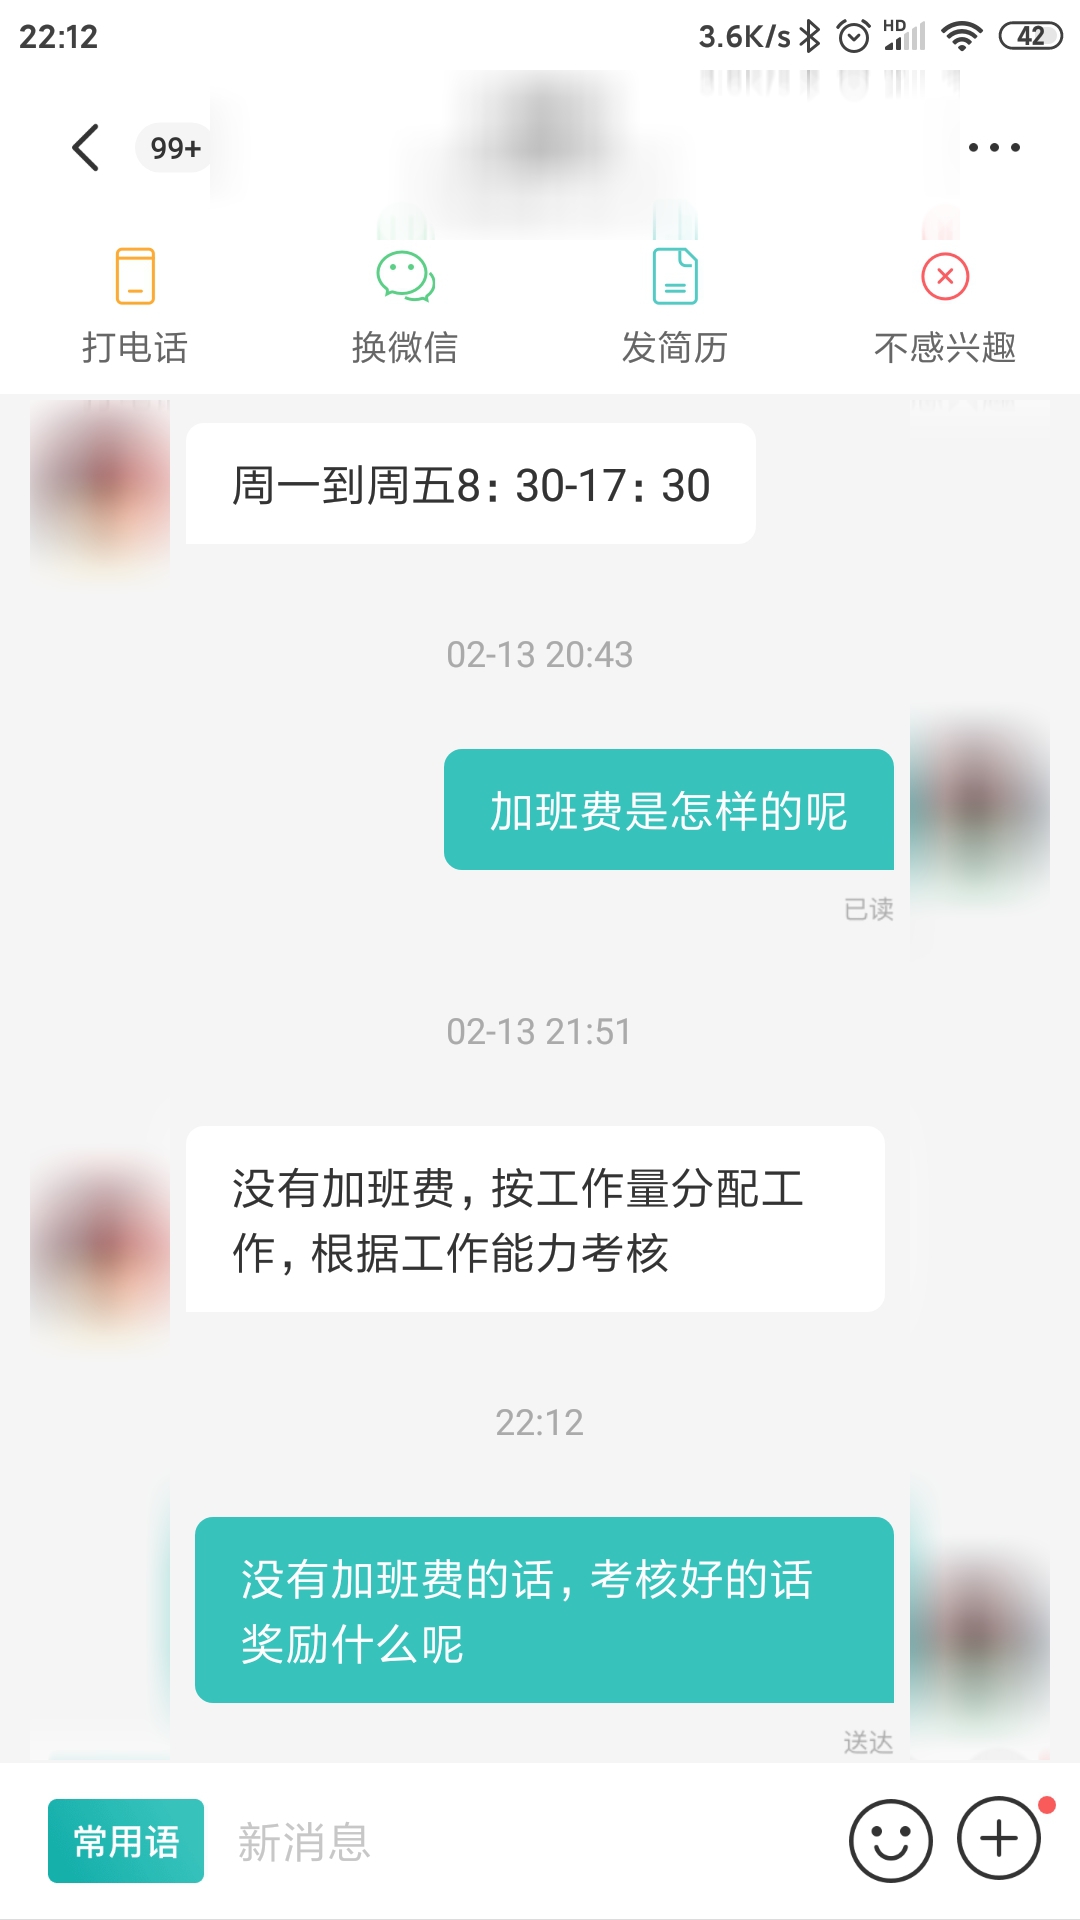 22:12
3.6K/s HD 42
99+
打电话
换微信
发简历
不感兴趣
周一到周五8：30-17：30
02-13 20:43
加班费是怎样的呢
已读
02-13 21:51
没有加班费，按工作量分配工
作，根据工作能力考核
22:12
没有加班费的话，考核好的话
奖励什么呢
送达
常用语
新消息